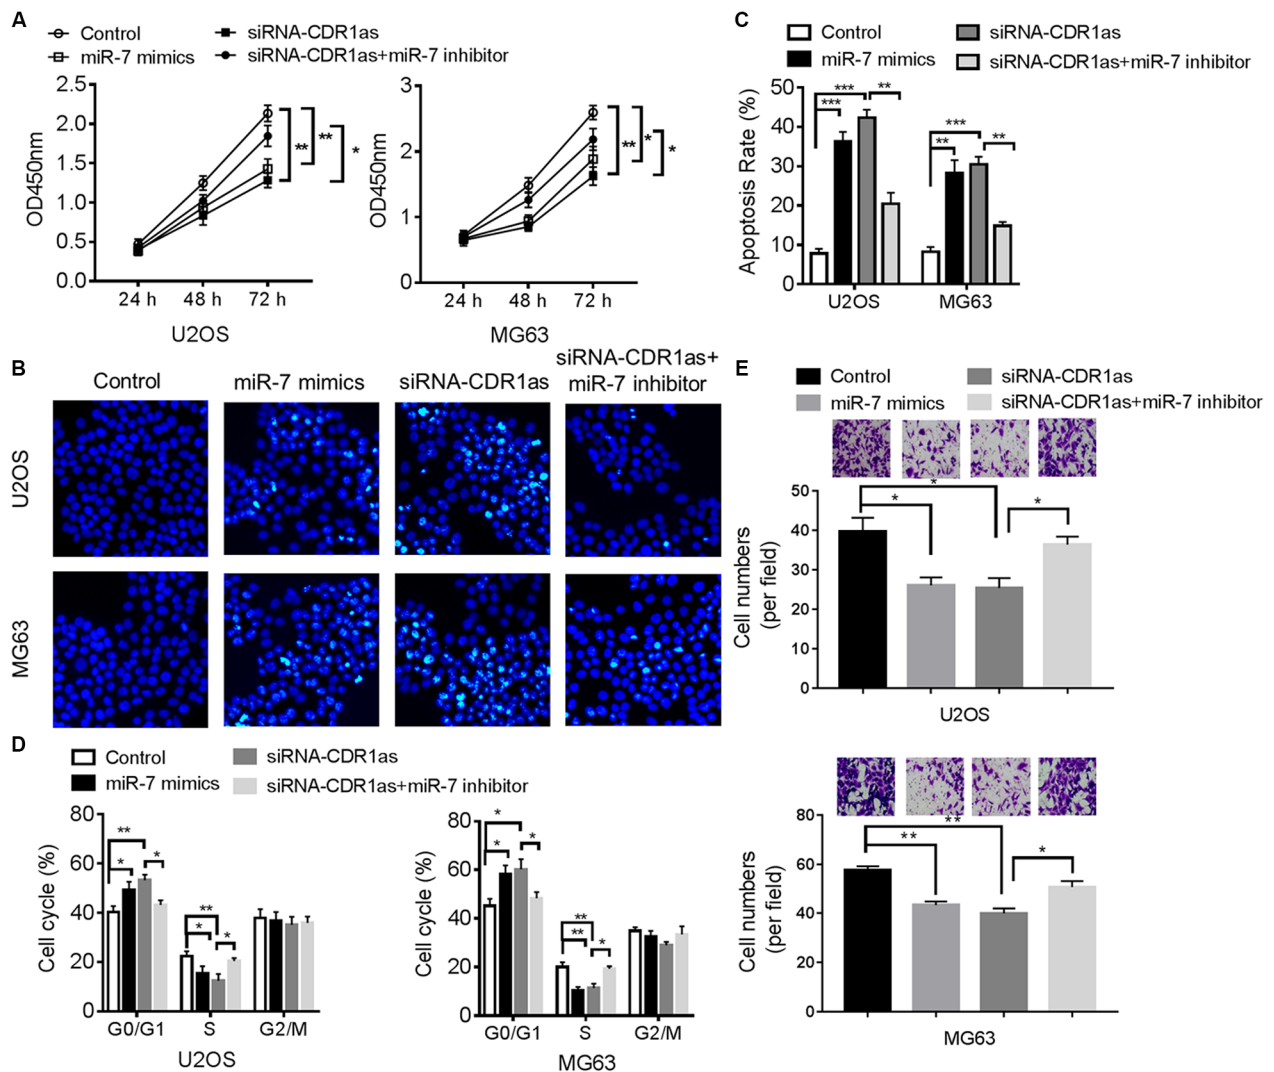 A
Control
siRNA-CDR1as
miR-7 mimics
siRNA-CDR1as+miR-7 inhibitor
OD450nm
2.5
2.0
1.5
1.0
0.5
0.0
24 h 48 h 72 h
U2OS
** ** *
OD450nm
3
2
1
0
24 h 48 h 72 h
MG63
** * *
C
Control
siRNA-CDR1as
miR-7 mimics
siRNA-CDR1as+miR-7 inhibitor
Apoptosis Rate (%)
50
40
30
20
10
0
*** **
***
*** **
**
U2OS MG63
B
Control
miR-7 mimics
siRNA-CDR1as
siRNA-CDR1as+
miR-7 inhibitor
U2OS
MG63
E
Control
siRNA-CDR1as
miR-7 mimics
siRNA-CDR1as+miR-7 inhibitor
Cell numbers
(per field)
50
40
30
20
10
0
*
* *
U2OS
Cell numbers
(per field)
80
60
40
20
0
**
** *
MG63
D
Control
siRNA-CDR1as
miR-7 mimics
siRNA-CDR1as+miR-7 inhibitor
Cell cycle (%)
80
60
40
20
0
**
* *
**
* *
G0/G1 S G2/M
U2OS
Cell cycle (%)
80
60
40
20
0
*
* *
**
** *
G0/G1 S G2/M
MG63